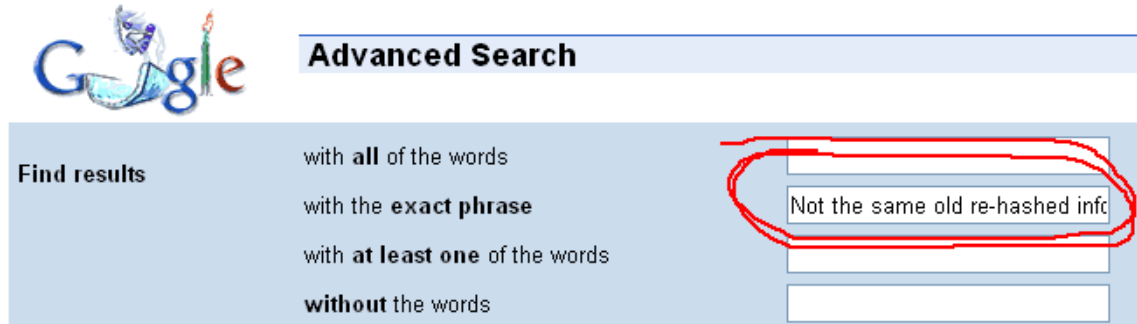 Google
Advanced Search
Find results
with all of the words
with the exact phrase
Not the same old re-hashed info
with at least one of the words
without the words